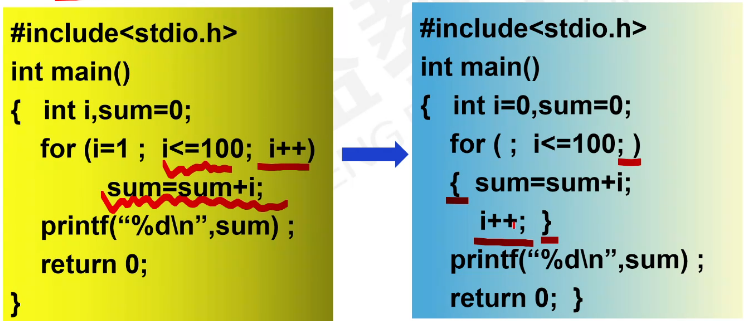 #include<stdio.h>
int main()
{ int i,sum=0;
for (i=1 ; i<=100; i++)
sum=sum+i;
printf(“%d\n”,sum) ;
return 0;
}
#include<stdio.h>
int main()
{ int i=0,sum=0;
for ( ; i<=100; )
{ sum=sum+i;
i++; }
printf(“%d\n”,sum) ;
return 0; }